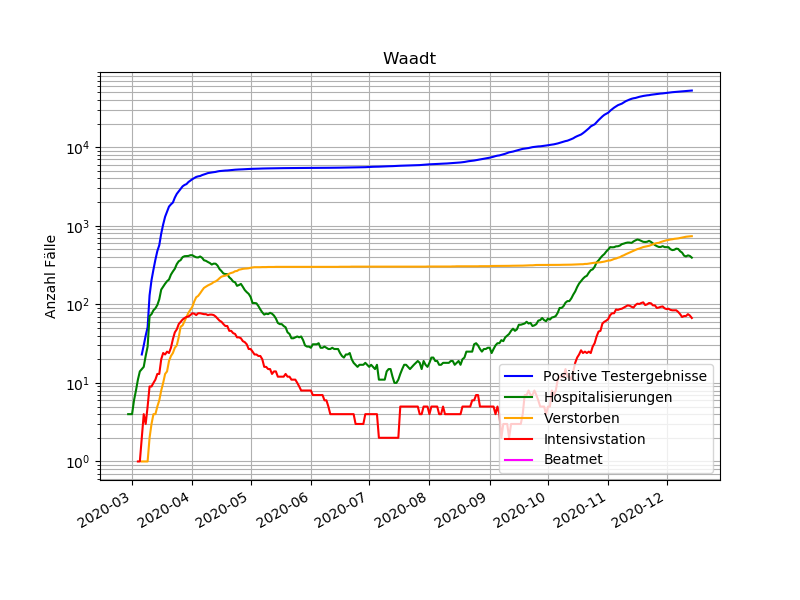 Waadt
Anzahl Fälle
10^4
10^3
10^2
10^1
10^0
2020-03
2020-04
2020-05
2020-06
2020-07
2020-08
2020-09
2020-10
2020-11
2020-12
Positive Testergebnisse
Hospitalisierungen
Verstorben
Intensivstation
Beatmet